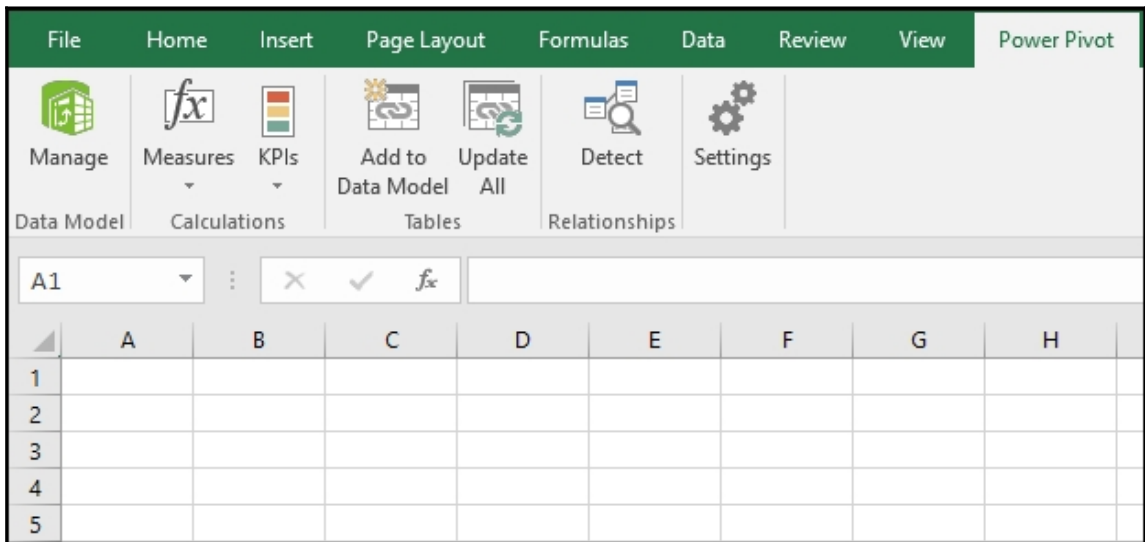 File Home Insert Page Layout Formulas Data Review View Power Pivot
Manage Measures KPIs Add to Update Detect Settings
Data Model All
Data Model Calculations Tables Relationships
A1 fx
A B C D E F G H
1
2
3
4
5